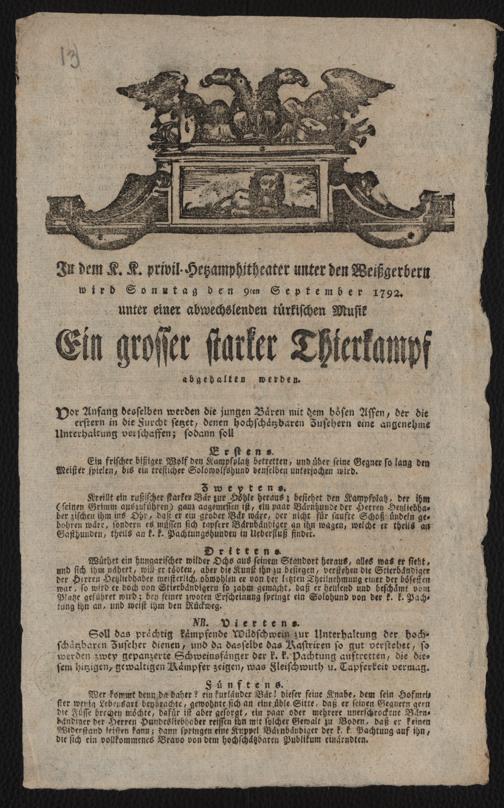 13
In dem K. K. privil. Hetzamphitheater unter den Weißgerbern
wird Sonntag den 9ten September 1792.
unter einer abwechslenden türkischen Musik
Ein grosser starker Thierkampf
abgehalten werden.
Vor Anfang desselben werden die jungen Bären mit dem bösen Affen, der die
erstern in die Furcht setzet, denen hochschätzbaren Zusehern eine angenehme
Unterhaltung verschaffen; sodann soll
Erstens.
Ein frischer bißiger Wolf den Kampfplatz betretten, und über seine Gegner so lang den
Meister spielen, bis ein treflicher Solowolfshund denselben unterjochen wird.
Zweytens.
Kreillt ein rußischer starker Bär zur Höhle heraus; besiehet den Kampfplatz, der ihm
(seinen Grimm auszuführen) ganz angemessen ist, ein paar Bärnhunde der Herren Hetzliebha-
ber zischen ihm ins Ohr, daß er ein grober Bär wäre, der nicht für sanfte Schooßhündeln ge-
bohren wäre, sondern es müssen sich tapfere Bärnbändiger an ihn wagen, welche er theils an
Gasthunden, theils an k. k. Pachtungshunden in Ueberfluß findet.
Drittens.
Wüthet ein hungarischer wilder Ochs aus seinem Standort heraus, alles was er sieht,
und sich ihm nähert, will er tödten, aber die Kunst ihn zu besiegen, verstehen die Stierbändiger
der Herren Hetzliebhaber meisterlich, obwohlen er von der letzten Theilnehmung einer der bösesten
war, so wird er doch von Stierbändigern so zahm gemacht, daß er heulend und beschämt vom
Platze geführet wird; bey seiner zweyten Erscheinung springt ein Solohund von der k. k. Pach-
tung ihn an, und weist ihm den Rückweg.
NB. Viertens.
Soll das prächtig kämpfende Wildschwein zur Unterhaltung der hoch-
schätzbaren Zuseher dienen, und da dasselbe das Kastriren so gut verstehet, so
werden zwey gepanzerte Schweinsfänger der k. k. Pachtung auftretten, die die-
sem hitzigen, gewaltigen Kämpfer zeigen, was Fleischwuth u. Tapferkeit vermag.
Fünftens.
Wer kommt denn da daher? ein kurländer Bär! dieser feine Knabe, dem sein Hofmei-
ster wenig Lebensart beybrachte, gewohnte sich an eine üble Sitte, daß er seinen Gegnern gern
die Füsse brechen möchte, dafür ist aber gesorgt, ein paar oder mehrere unerschrockne Bärn-
bändiger der Herren Hundesliebhaber reissen ihn mit solcher Gewalt zu Boden, daß er keinen
Widerstand leisten kann; dann springen eine Kuppel Bärnbändiger der k. k. Pachtung auf ihn,
die sich ein vollkommenes Bravo von dem hochschätzbaren Publikum einärndten.